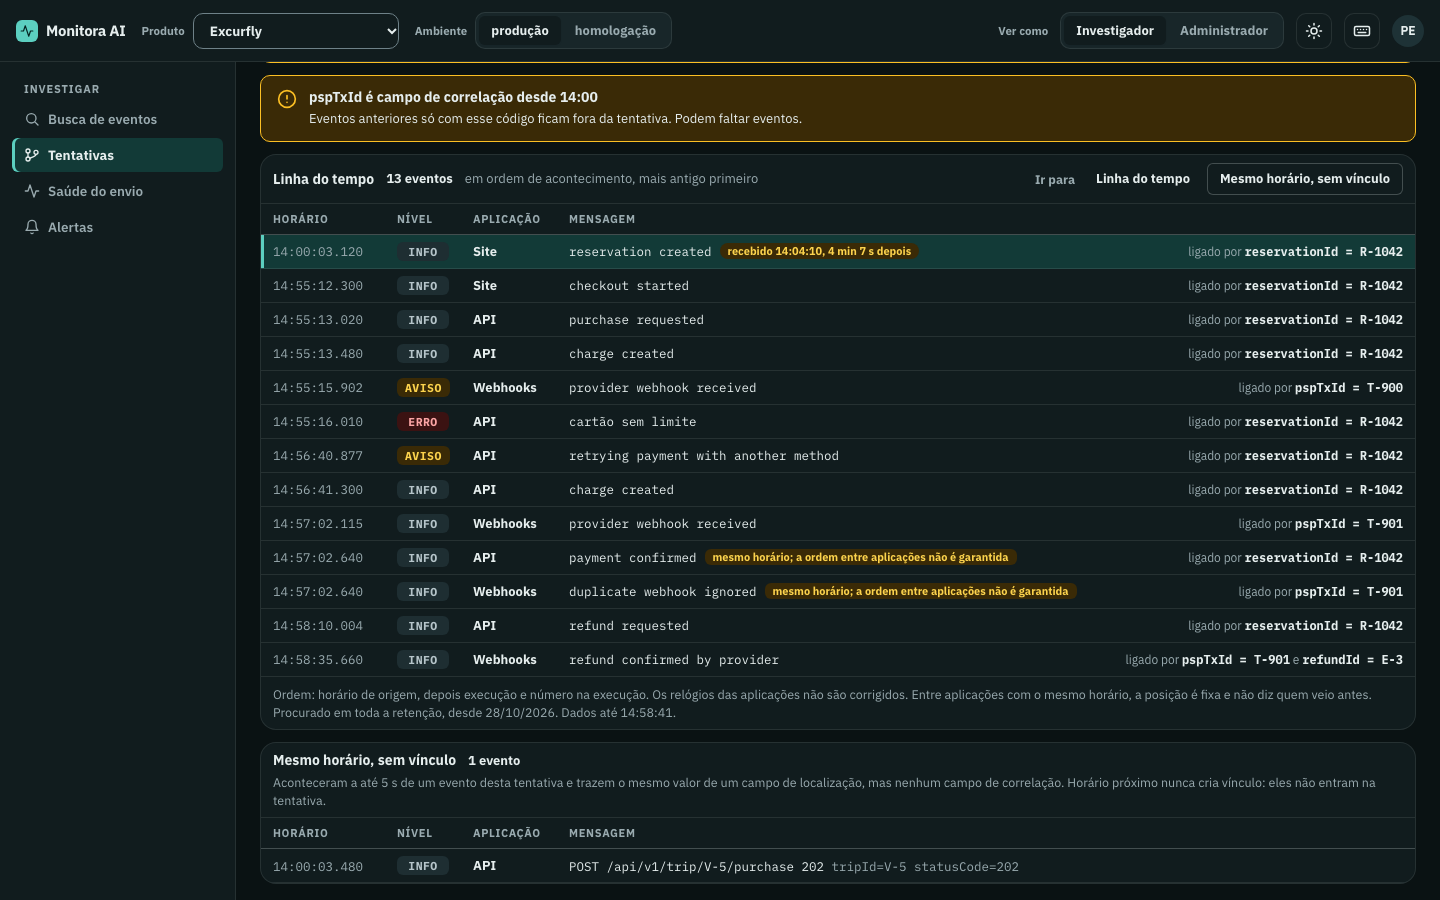 Monitora AI
Produto
Excurfly
Ambiente
produção
homologação
Ver como
Investigador
Administrador
PE
INVESTIGAR
Busca de eventos
Tentativas
Saúde do envio
Alertas
pspTxId é campo de correlação desde 14:00
Eventos anteriores só com esse código ficam fora da tentativa. Podem faltar eventos.
Linha do tempo 13 eventos em ordem de acontecimento, mais antigo primeiro
Ir para Linha do tempo Mesmo horário, sem vínculo
HORÁRIO NÍVEL APLICAÇÃO MENSAGEM
14:00:03.120 INFO Site reservation created recebido 14:04:10, 4 min 7 s depois ligado por reservationId = R-1042
14:55:12.300 INFO Site checkout started ligado por reservationId = R-1042
14:55:13.020 INFO API purchase requested ligado por reservationId = R-1042
14:55:13.480 INFO API charge created ligado por reservationId = R-1042
14:55:15.902 AVISO Webhooks provider webhook received ligado por pspTxId = T-900
14:55:16.010 ERRO API cartão sem limite ligado por reservationId = R-1042
14:56:40.877 AVISO API retrying payment with another method ligado por reservationId = R-1042
14:56:41.300 INFO API charge created ligado por reservationId = R-1042
14:57:02.115 INFO Webhooks provider webhook received ligado por pspTxId = T-901
14:57:02.640 INFO API payment confirmed mesmo horário; a ordem entre aplicações não é garantida ligado por reservationId = R-1042
14:57:02.640 INFO Webhooks duplicate webhook ignored mesmo horário; a ordem entre aplicações não é garantida ligado por pspTxId = T-901
14:58:10.004 INFO API refund requested ligado por reservationId = R-1042
14:58:35.660 INFO Webhooks refund confirmed by provider ligado por pspTxId = T-901 e refundId = E-3
Ordem: horário de origem, depois execução e número na execução. Os relógios das aplicações não são corrigidos. Entre aplicações com o mesmo horário, a posição é fixa e não diz quem veio antes.
Procurado em toda a retenção, desde 28/10/2026. Dados até 14:58:41.
Mesmo horário, sem vínculo 1 evento
Aconteceram a até 5 s de um evento desta tentativa e trazem o mesmo valor de um campo de localização, mas nenhum campo de correlação. Horário próximo nunca cria vínculo: eles não entram na
tentativa.
HORÁRIO NÍVEL APLICAÇÃO MENSAGEM
14:00:03.480 INFO API POST /api/v1/trip/V-5/purchase 202 tripId=V-5 statusCode=202